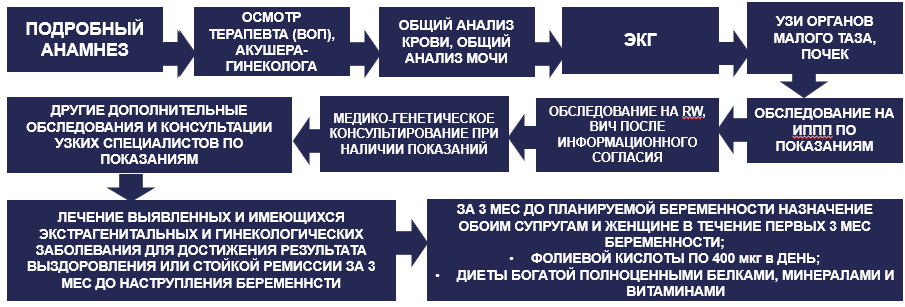 ПОДРОБНЫЙ
АНАМНЕЗ
ОСМОТР
ТЕРАПЕВТА (ВОП),
АКУШЕРА-
ГИНЕКОЛОГА
ОБЩИЙ АНАЛИЗ
КРОВИ, ОБЩИЙ
АНАЛИЗ МОЧИ
ЭКГ
УЗИ ОРГАНОВ
МАЛОГО ТАЗА,
ПОЧЕК
ОБСЛЕДОВАНИЕ НА
ИППП ПО
ПОКАЗАНИЯМ
ОБСЛЕДОВАНИЕ НА RW,
ВИЧ ПОСЛЕ
ИНФОРМАЦИОННОГО
СОГЛАСИЯ
МЕДИКО-ГЕНЕТИЧЕСКОЕ
КОНСУЛЬТИРОВАНИЕ ПРИ
НАЛИЧИИ ПОКАЗАНИЙ
ДРУГИЕ ДОПОЛНИТЕЛЬНЫЕ
ОБСЛЕДОВАНИЯ И КОНСУЛЬТАЦИИ
УЗКИХ СПЕЦИАЛИСТОВ ПО
ПОКАЗАНИЯМ
ЛЕЧЕНИЕ ВЫЯВЛЕННЫХ И ИМЕЮЩИХСЯ
ЭКСТРАГЕНИТАЛЬНЫХ И ГИНЕКОЛОГИЧЕСКИХ
ЗАБОЛЕВАНИЯ ДЛЯ ДОСТИЖЕНИЯ РЕЗУЛЬТАТА
ВЫЗДОРОВЛЕНИЯ ИЛИ СТОЙКОЙ РЕМИССИИ ЗА 3
МЕС ДО НАСТРУПЛЕНИЯ БЕРЕМЕННСТИ
ЗА 3 МЕС ДО ПЛАНИРУЕМОЙ БЕРЕМЕННОСТИ НАЗНАЧЕНИЕ
ОБОИМ СУПРУГАМ И ЖЕНЩИНЕ В ТЕЧЕНИЕ ПЕРВЫХ 3 МЕС
БЕРЕМЕННОСТИ;
• ФОЛИЕВОЙ КИСЛОТЫ ПО 400 мкг в ДЕНЬ;
• ДИЕТЫ БОГАТОЙ ПОЛНОЦЕННЫМИ БЕЛКАМИ, МИНЕРАЛАМИ И
ВИТАМИНАМИ